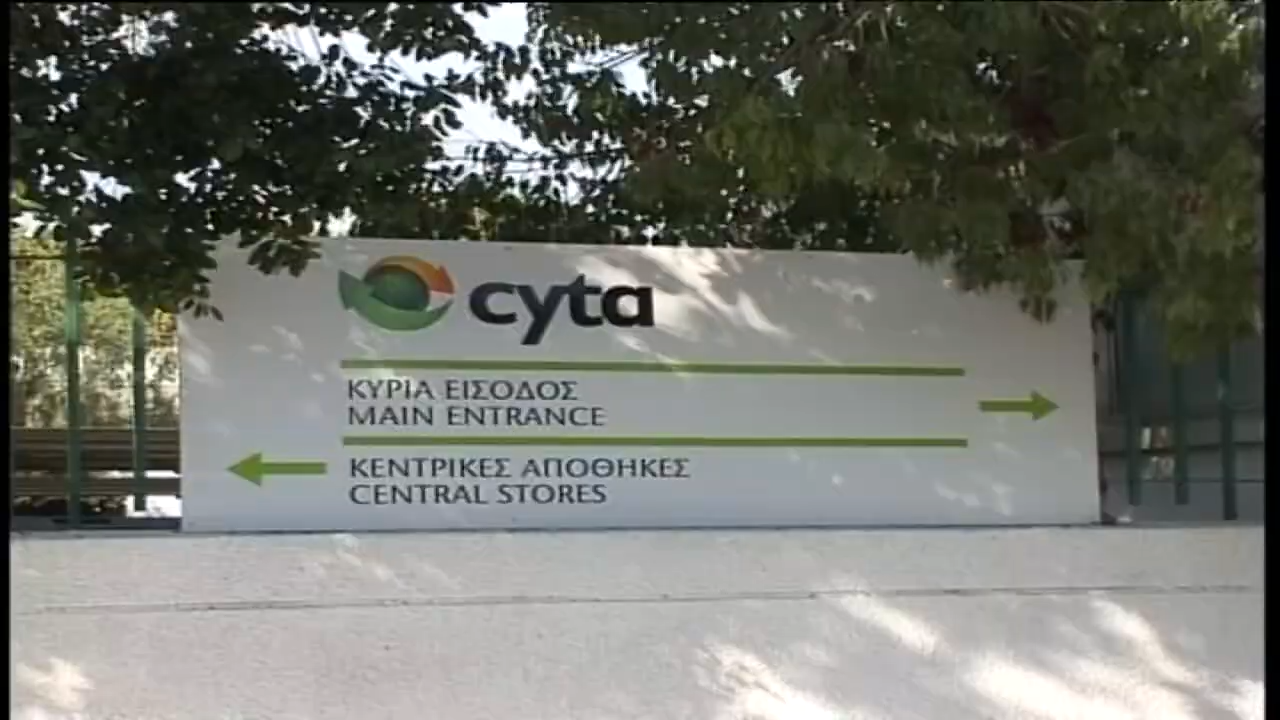 cyta
ΚΥΡΙΑ ΕΙΣΟΔΟΣ
MAIN ENTRANCE
ΚΕΝΤΡΙΚΕΣ ΑΠΟΘΗΚΕΣ
CENTRAL STORES